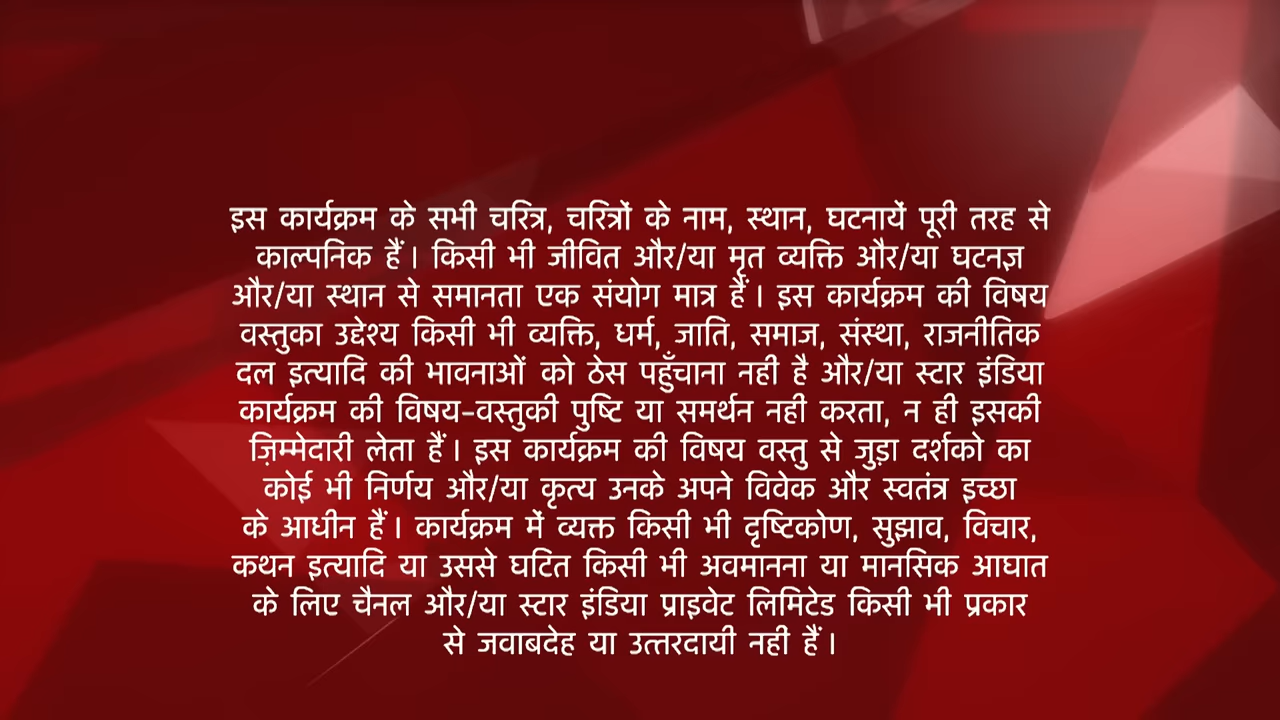 इस कार्यक्रम के सभी चरित्र, चरित्रों के नाम, स्थान, घटनायें पूरी तरह से
काल्पनिक हैं। किसी भी जीवित और/या मृत व्यक्ति और/या घटनज्ञ
और/या स्थान से समानता एक संयोग मात्र हैं। इस कार्यक्रम की विषय
वस्तुका उद्देश्य किसी भी व्यक्ति, धर्म, जाति, समाज, संस्था, राजनीतिक
दल इत्यादि की भावनाओं को ठेस पहुँचाना नही है और/या स्टार इंडिया
कार्यक्रम की विषय-वस्तुकी पुष्टि या समर्थन नही करता, न ही इसकी
ज़िम्मेदारी लेता हैं। इस कार्यक्रम की विषय वस्तु से जुड़ा दर्शको का
कोई भी निर्णय और/या कृत्य उनके अपने विवेक और स्वतंत्र इच्छा
के आधीन हैं। कार्यक्रम में व्यक्त किसी भी दृष्टिकोण, सुझाव, विचार,
कथन इत्यादि या उससे घटित किसी भी अवमानना या मानसिक आघात
के लिए चैनल और/या स्टार इंडिया प्राइवेट लिमिटेड किसी भी प्रकार
से जवाबदेह या उत्तरदायी नही हैं।